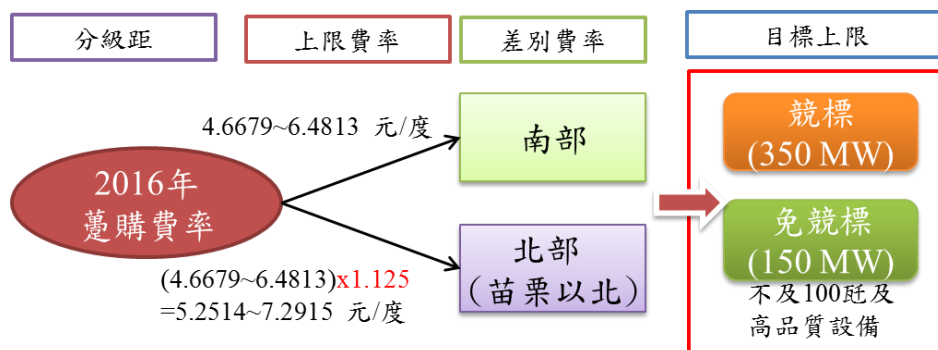 分級距
上限費率
差別費率
目標上限
4.6679~6.4813 元/度
2016年
躉購費率
(4.6679~6.4813)x1.125
=5.2514~7.2915 元/度
南部
北部
(苗栗以北)
競標
(350 MW)
免競標
(150 MW)
不及100瓩及
高品質設備